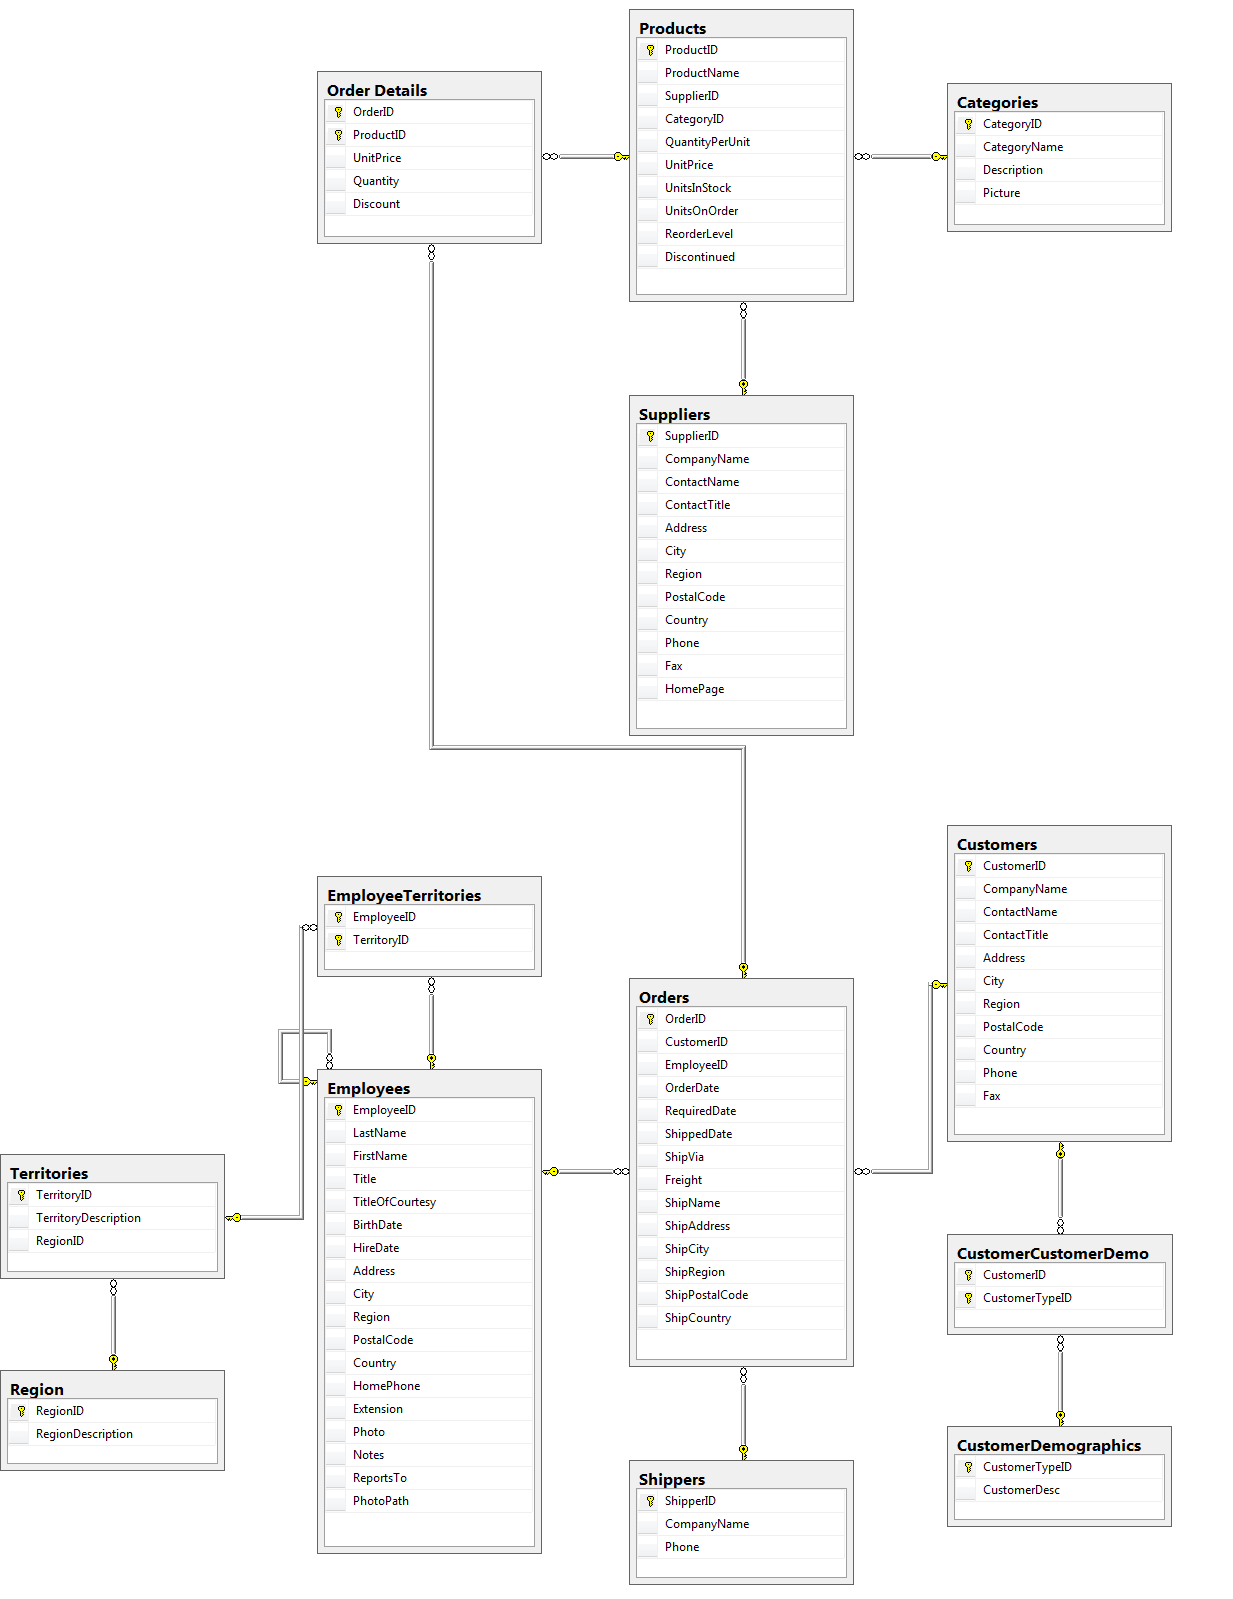 Products
ProductID
ProductName
SupplierID
CategoryID
QuantityPerUnit
UnitPrice
UnitsInStock
UnitsOnOrder
ReorderLevel
Discontinued
Order Details
OrderID
ProductID
UnitPrice
Quantity
Discount
Categories
CategoryID
CategoryName
Description
Picture
Suppliers
SupplierID
CompanyName
ContactName
ContactTitle
Address
City
Region
PostalCode
Country
Phone
Fax
HomePage
Customers
CustomerID
CompanyName
ContactName
ContactTitle
Address
City
Region
PostalCode
Country
Phone
Fax
EmployeeTerritories
EmployeeID
TerritoryID
Orders
OrderID
CustomerID
EmployeeID
OrderDate
RequiredDate
ShippedDate
ShipVia
Freight
ShipName
ShipAddress
ShipCity
ShipRegion
ShipPostalCode
ShipCountry
Employees
EmployeeID
LastName
FirstName
Title
TitleOfCourtesy
BirthDate
HireDate
Address
City
Region
PostalCode
Country
HomePhone
Extension
Photo
Notes
ReportsTo
PhotoPath
Territories
TerritoryID
TerritoryDescription
RegionID
CustomerCustomerDemo
CustomerID
CustomerTypeID
Region
RegionID
RegionDescription
CustomerDemographics
CustomerTypeID
CustomerDesc
Shippers
ShipperID
CompanyName
Phone